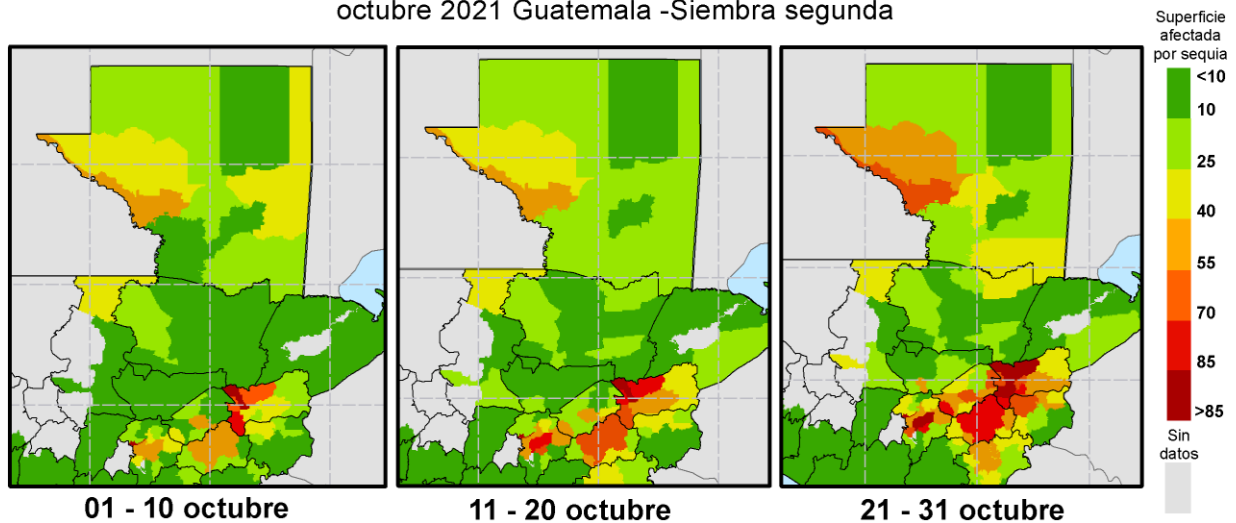 octubre 2021 Guatemala -Siembra segunda
Superficie
afectada
por sequia
<10
10
25
40
55
70
85
>85
Sin
datos
01 - 10 octubre
11 - 20 octubre
21 - 31 octubre